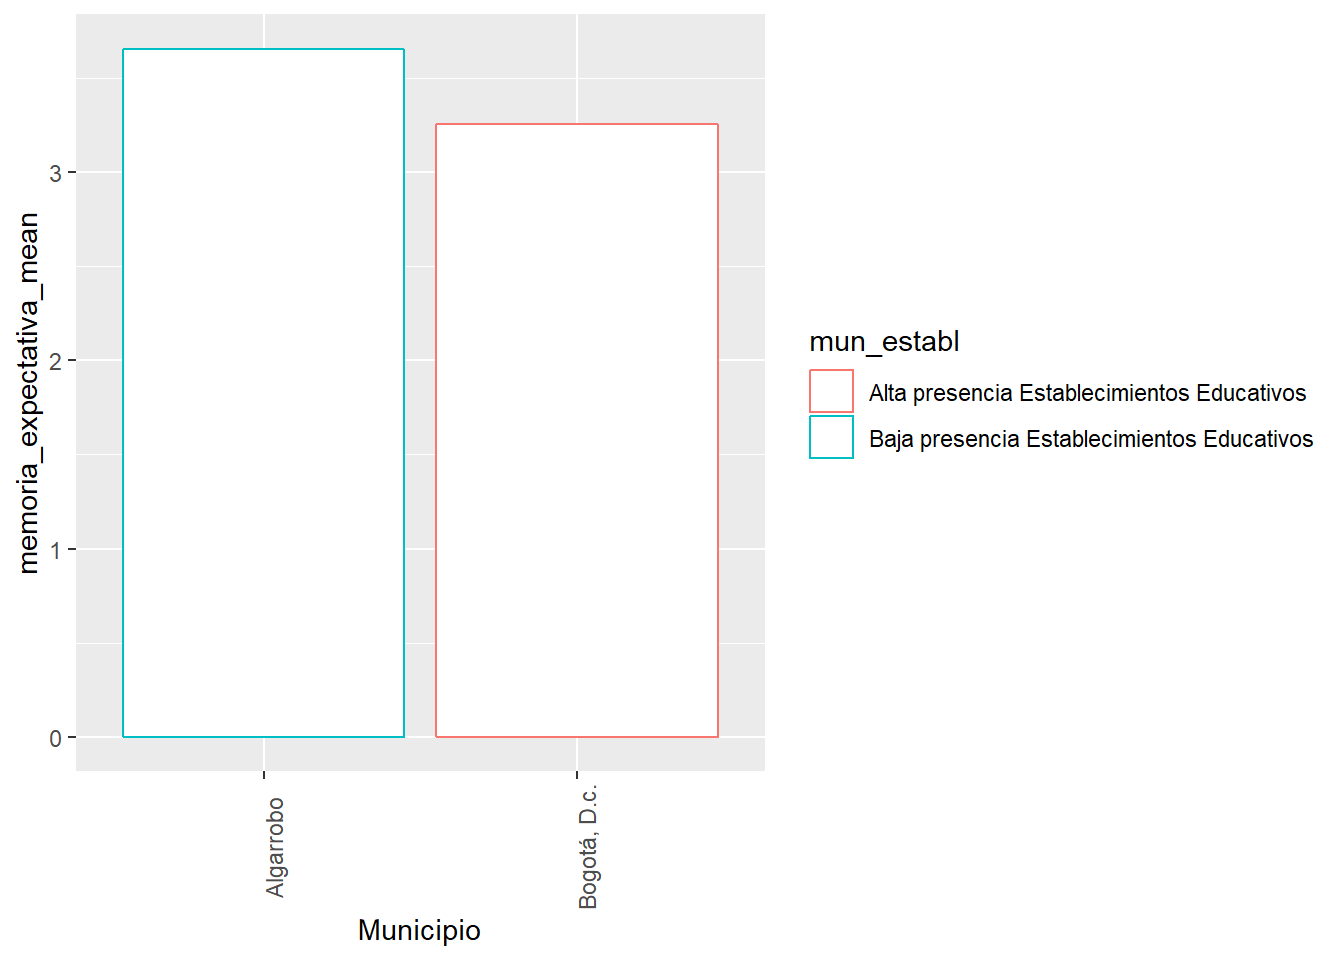 memoria_expectativa_mean
3
2
1
0
Algarrobo
Bogotá, D.c.
Municipio
mun_establ
Alta presencia Establecimientos Educativos
Baja presencia Establecimientos Educativos